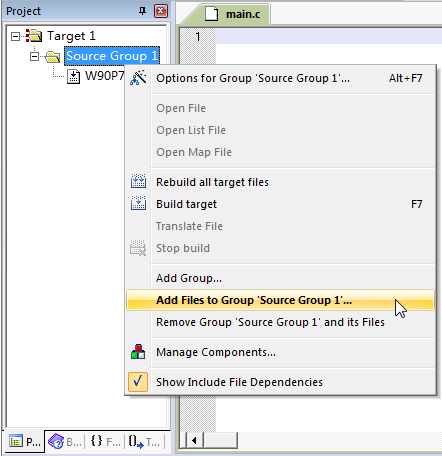 Project
main.c
Target 1
Source Group 1
W90P7
1
Options for Group 'Source Group 1'... Alt+F7
Open File
Open List File
Open Map File
Rebuild all target files
Build target F7
Translate File
Stop build
Add Group...
Add Files to Group 'Source Group 1'...
Remove Group 'Source Group 1' and its Files
Manage Components...
Show Include File Dependencies
P... B... {} F... 0 T...